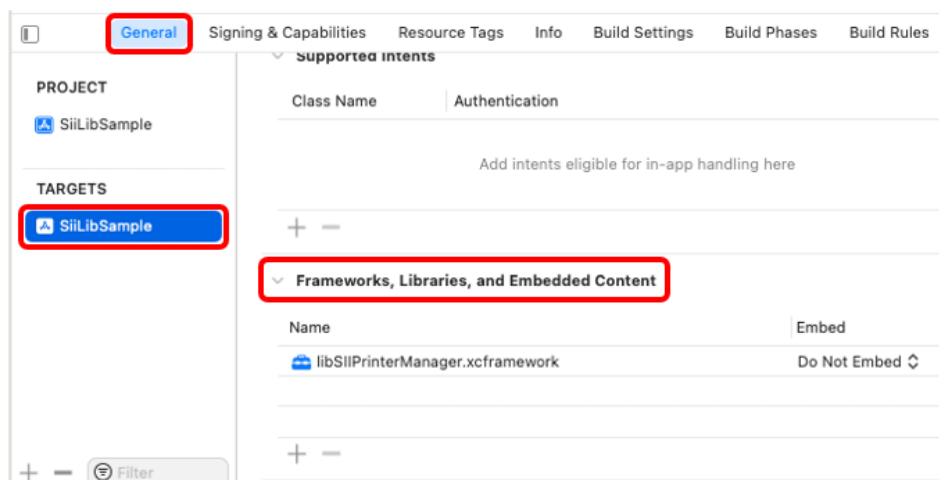 General Signing & Capabilities Resource Tags Info Build Settings Build Phases Build Rules
Supported Intents
PROJECT
Class Name Authentication
SiiLibSample
Add intents eligible for in-app handling here
TARGETS
SiiLibSample
Frameworks, Libraries, and Embedded Content
Name Embed
libSIIPrinterManager.xcframework Do Not Embed
Filter